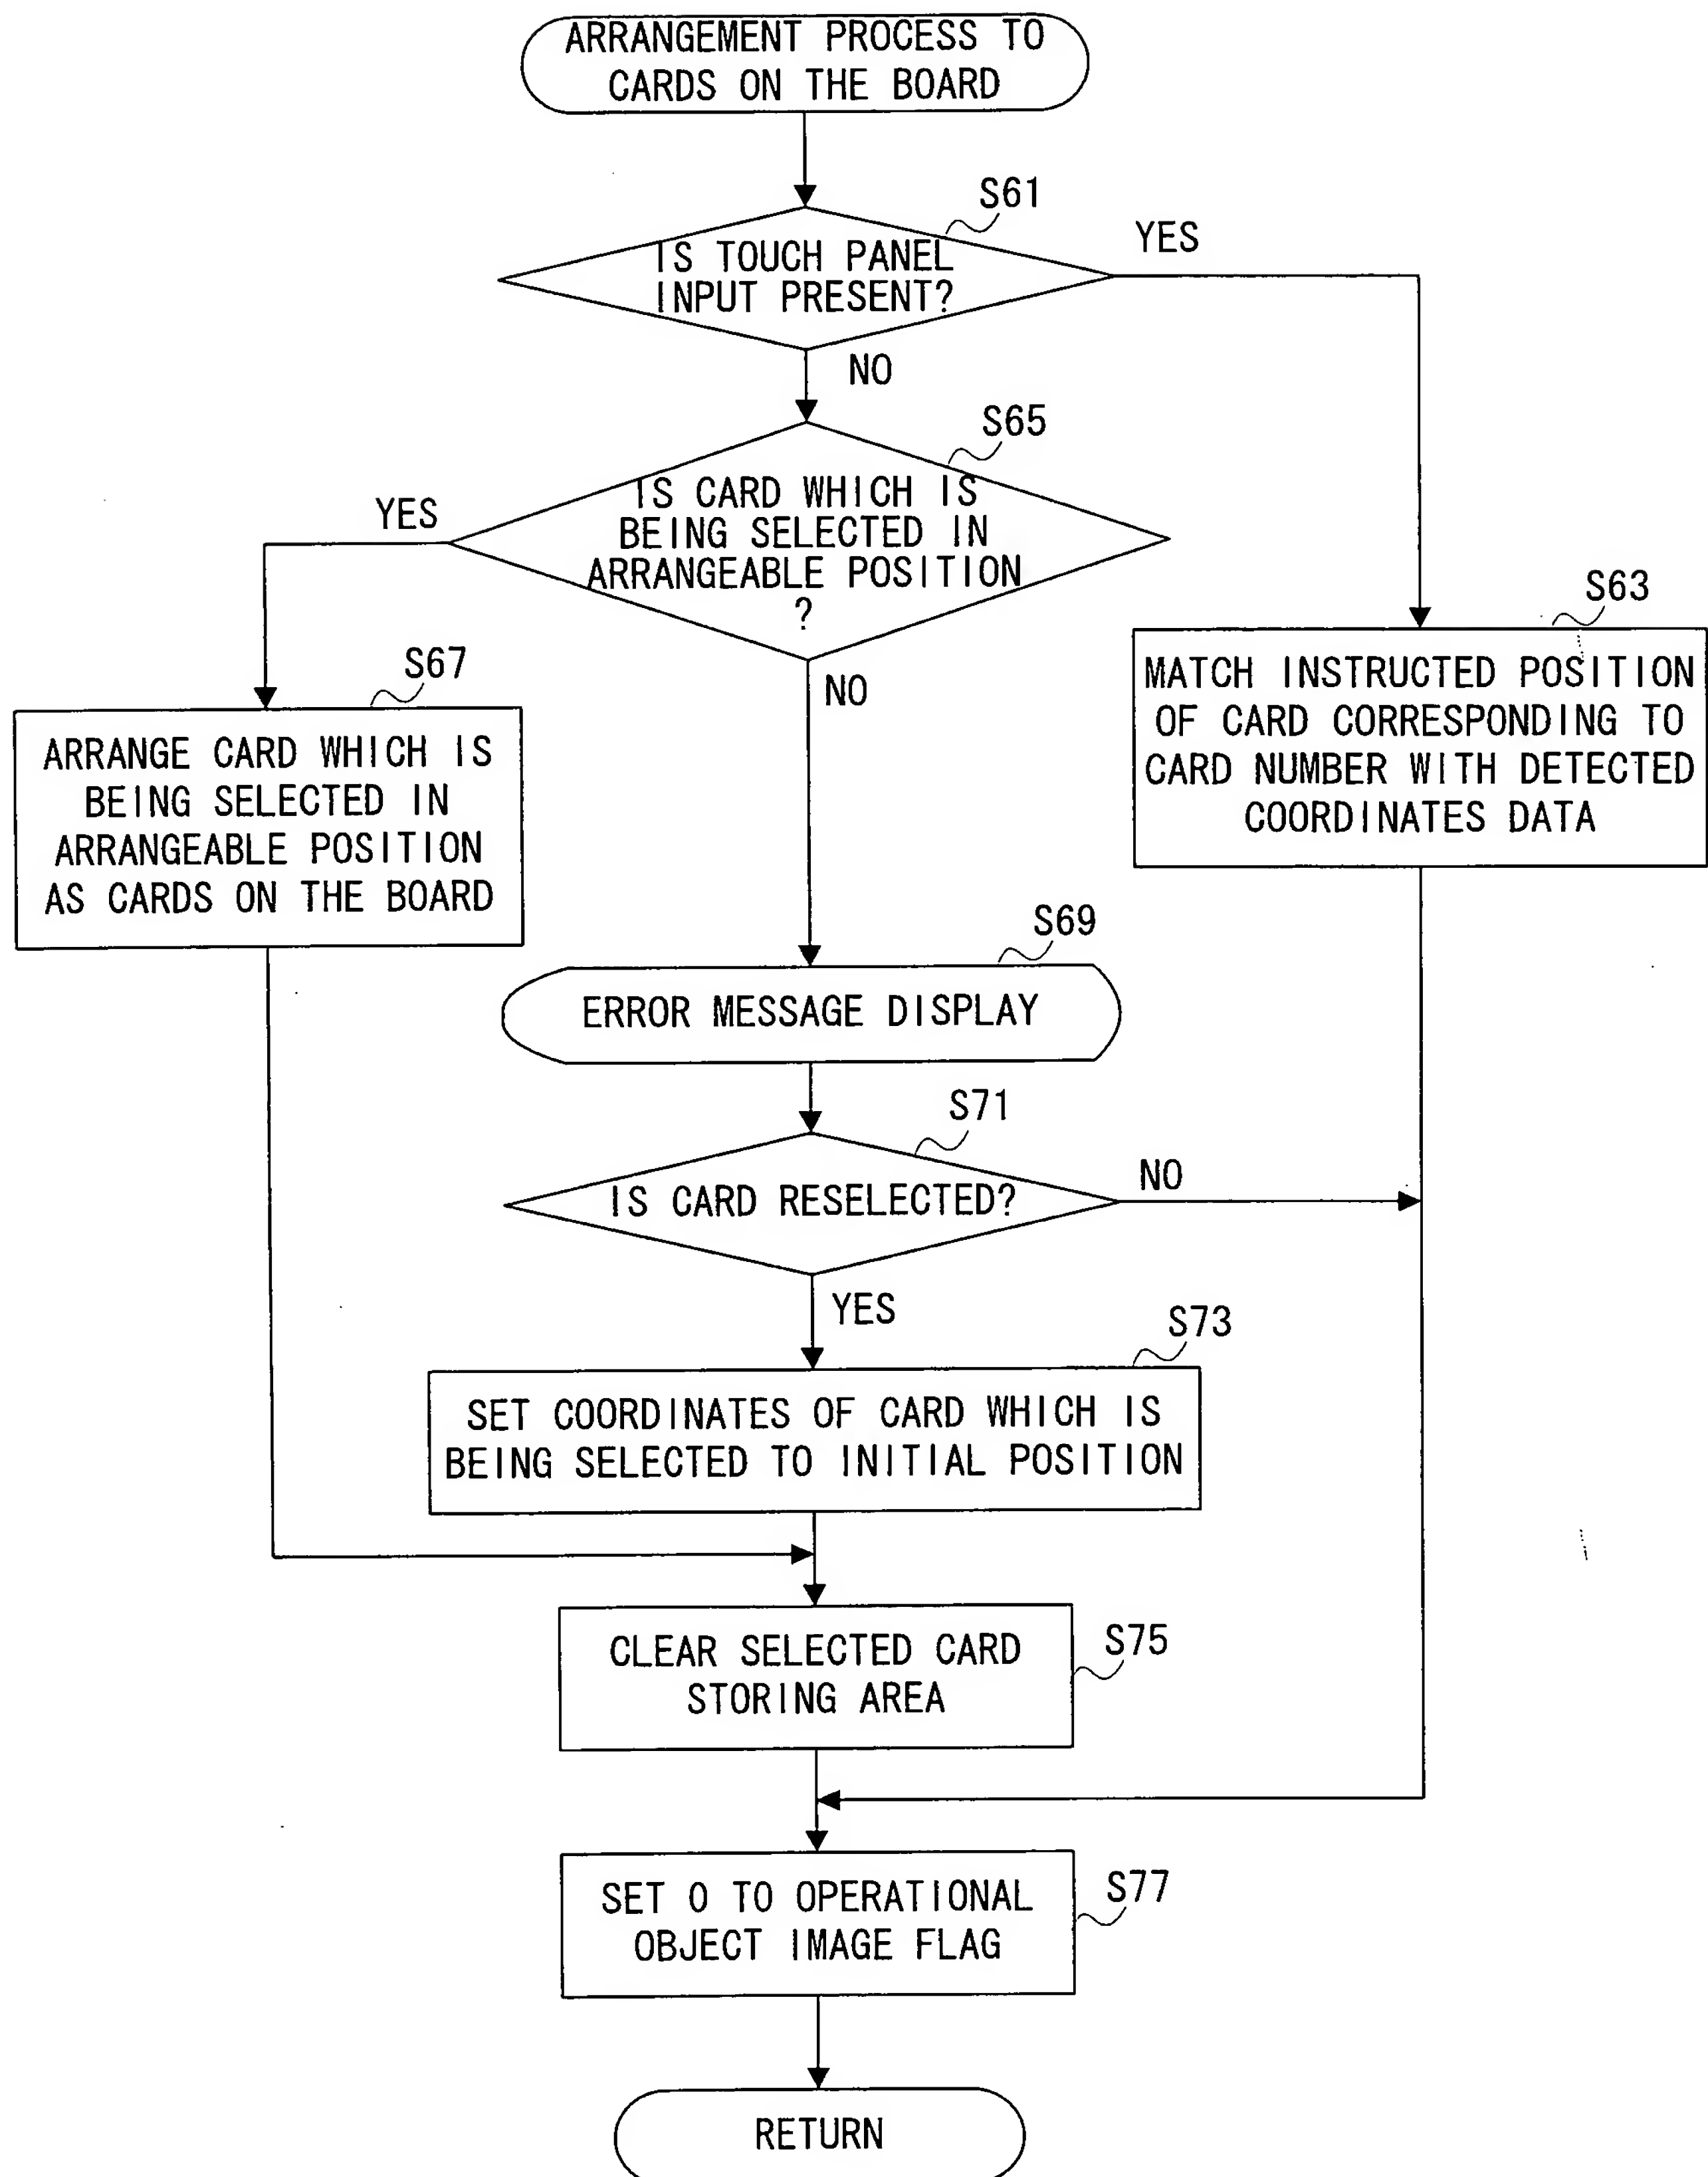 ARRANGEMENT PROCESS TO
CARDS ON THE BOARD
S61
IS TOUCH PANEL
INPUT PRESENT?
YES
NO
S65
IS CARD WHICH IS
BEING SELECTED IN
ARRANGEABLE POSITION
?
YES
NO
S63
MATCH INSTRUCTED POSITION
OF CARD CORRESPONDING TO
CARD NUMBER WITH DETECTED
COORDINATES DATA
S67
ARRANGE CARD WHICH IS
BEING SELECTED IN
ARRANGEABLE POSITION
AS CARDS ON THE BOARD
S69
ERROR MESSAGE DISPLAY
S71
IS CARD RESELECTED?
NO
YES
S73
SET COORDINATES OF CARD WHICH IS
BEING SELECTED TO INITIAL POSITION
S75
CLEAR SELECTED CARD
STORING AREA
S77
SET 0 TO OPERATIONAL
OBJECT IMAGE FLAG
RETURN